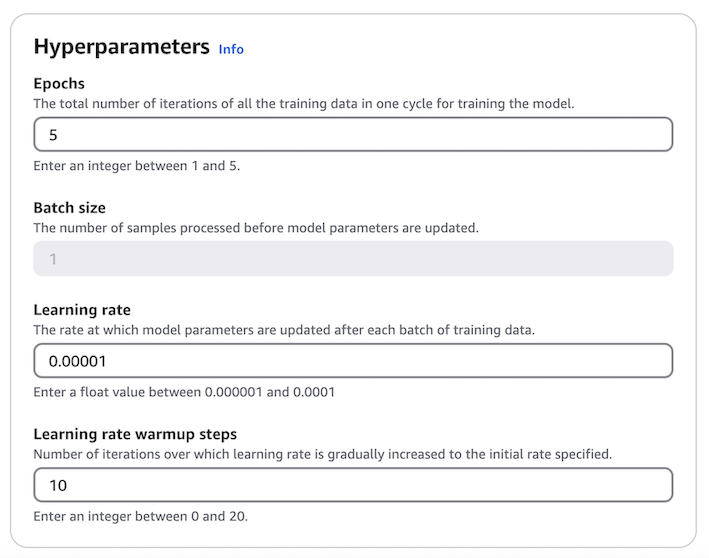 Hyperparameters Info
Epochs
The total number of iterations of all the training data in one cycle for training the model.
5
Enter an integer between 1 and 5.
Batch size
The number of samples processed before model parameters are updated.
1
Learning rate
The rate at which model parameters are updated after each batch of training data.
0.00001
Enter a float value between 0.000001 and 0.0001
Learning rate warmup steps
Number of iterations over which learning rate is gradually increased to the initial rate specified.
10
Enter an integer between 0 and 20.